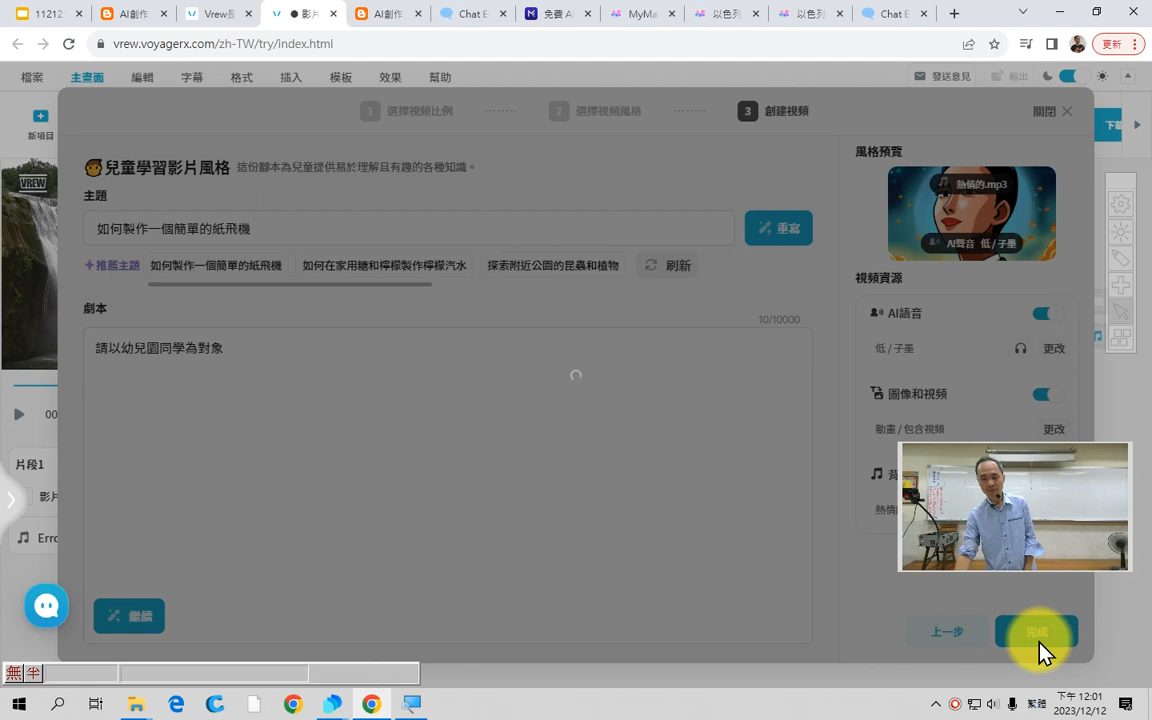 11212
AI創作
Vrew
影片
AI創作
Chat E
免費 A
MyMa
以色列
以色列
Chat E
vrew.voyagerx.com/zh-TW/try/index.html
更新
檔案 主畫面 編輯 字幕 格式 插入 模板 效果 幫助
發送意見
輸出
新項目
1 選擇視頻比例
2 選擇視頻風格
3 創建視頻
關閉
下載
兒童學習影片風格 這份腳本為兒童提供易於理解且有趣的各種知識。
風格預覽
主題
VREW
熱情的.mp3
如何製作一個簡單的紙飛機
重寫
AI聲音 低 / 子墨
推薦主題 如何製作一個簡單的紙飛機 如何在家用糖和檸檬製作檸檬汽水 探索附近公園的昆蟲和植物 刷新
視頻資源
劇本
10/10000
AI語音
請以幼兒園同學為對象
低 / 子墨
更改
圖像和視頻
00
動畫 / 包含視頻
更改
片段1
影片
熱情
Erro
繼續
上一步
完成
無 半
繁體
下午 12:01
2023/12/12